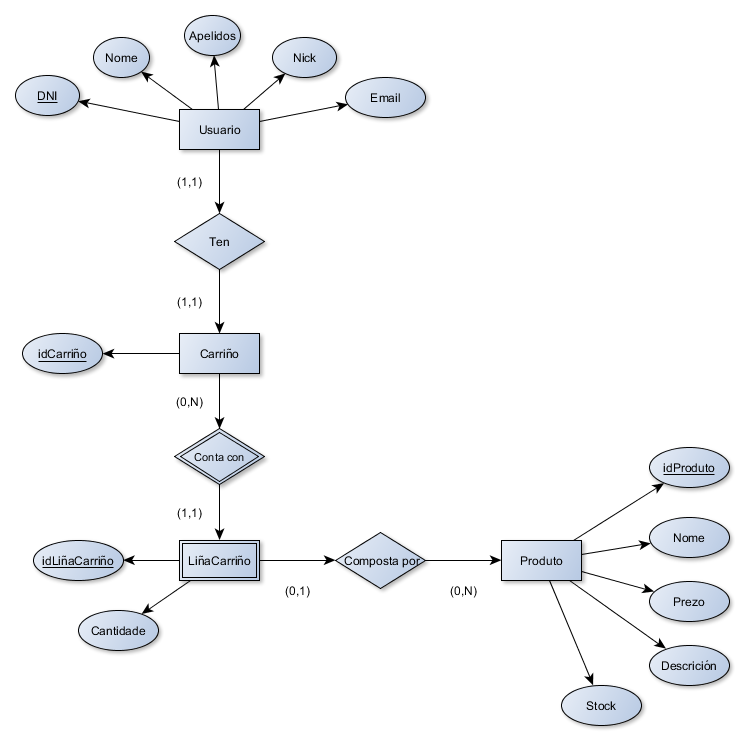 Apelidos
Nome
Nick
DNI
Email
Usuario
(1,1)
Ten
(1,1)
idCarriño
Carriño
(0,N)
Conta con
idProduto
(1,1)
Nome
idLiñaCarriño
LiñaCarriño
Composta por
Produto
(0,1)
(0,N)
Prezo
Cantidade
Descrición
Stock